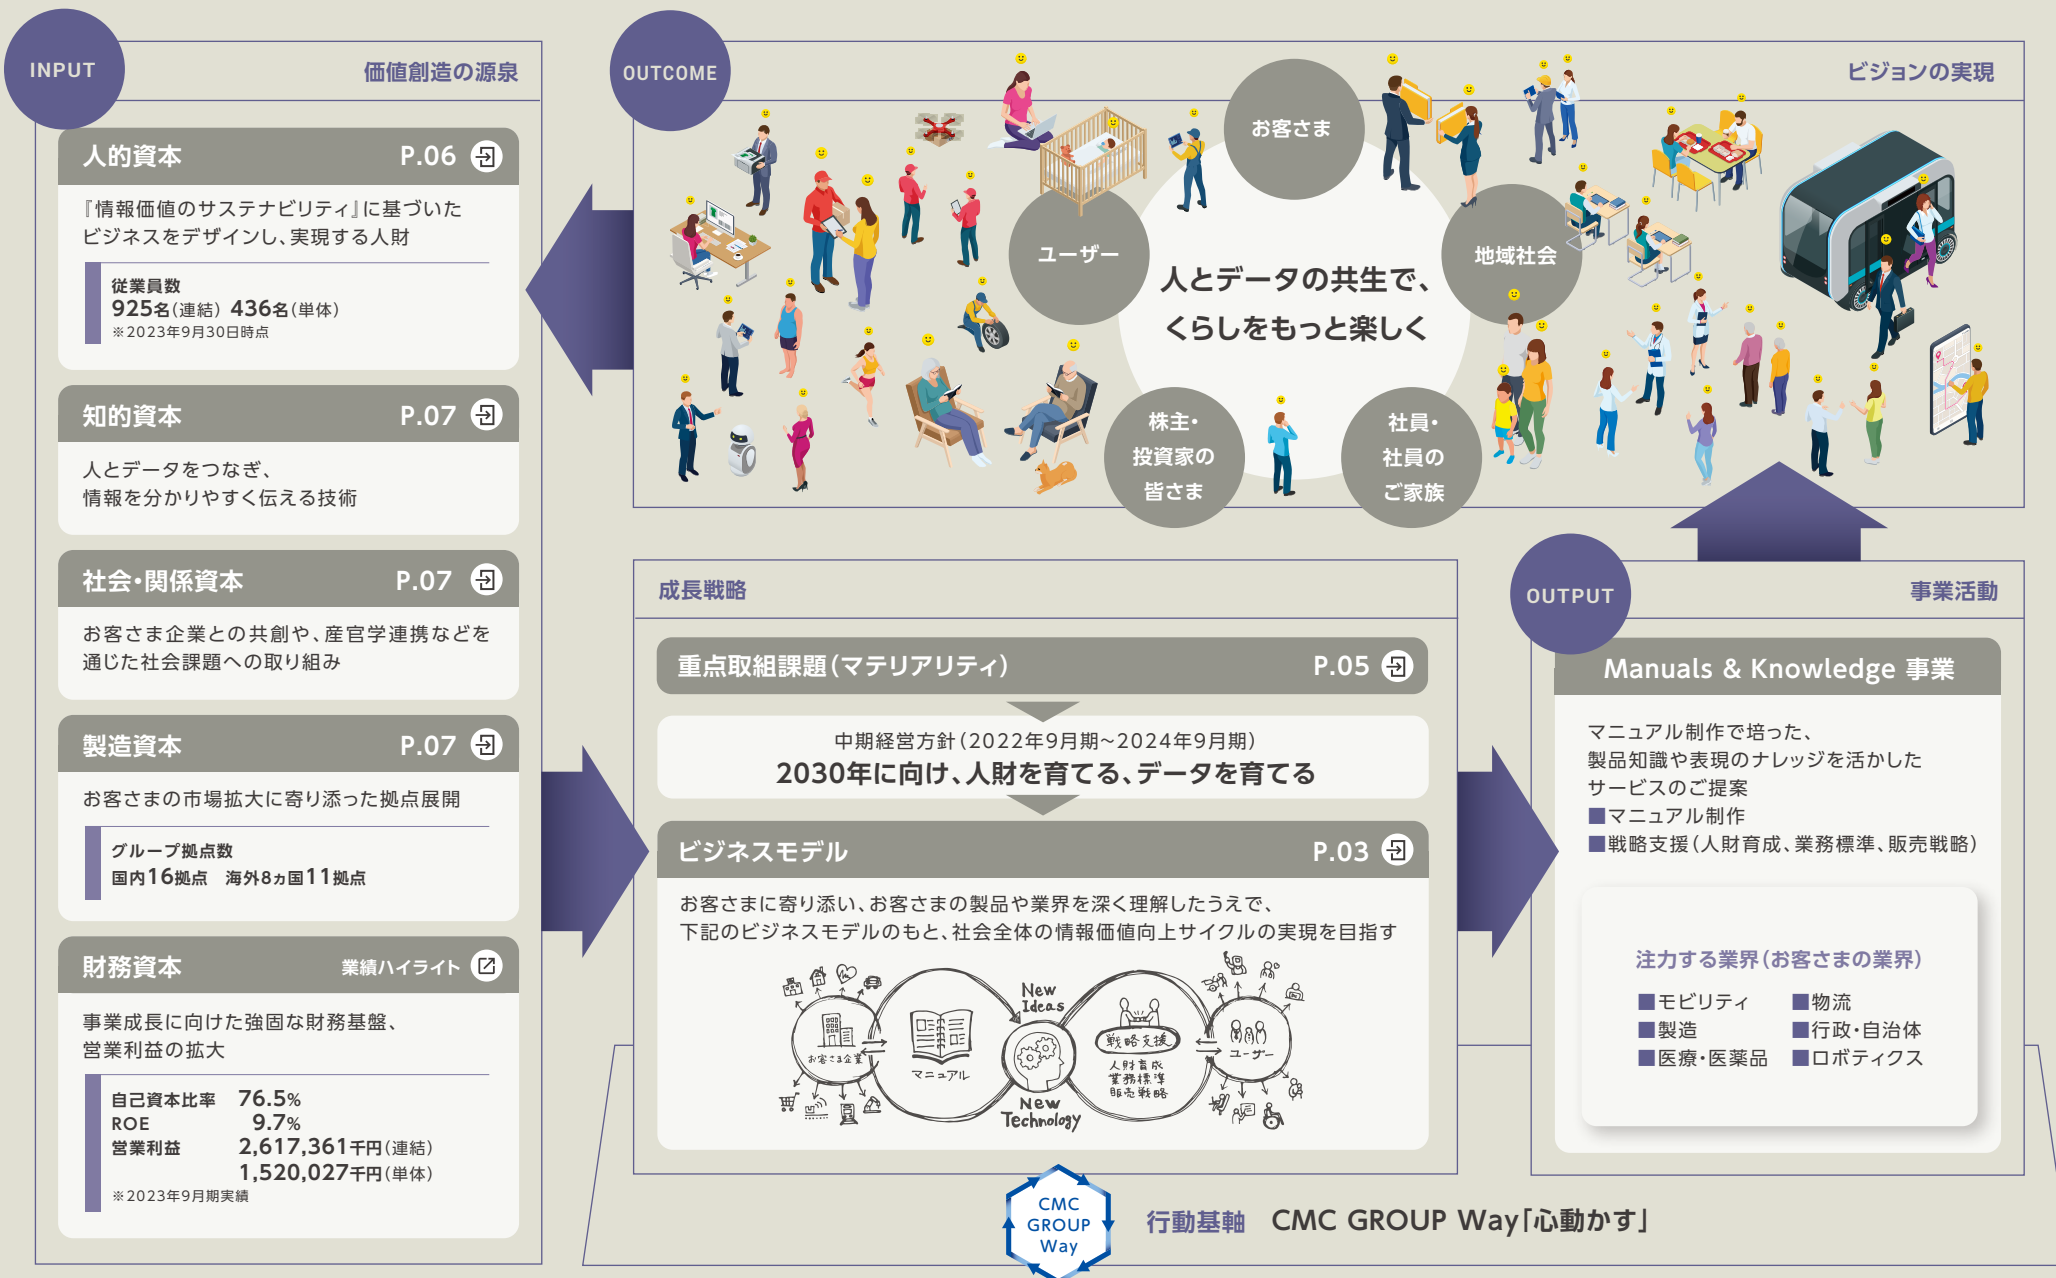 INPUT
価値創造の源泉
人的資本 P.06
『情報価値のサステナビリティ』に基づいた
ビジネスをデザインし、実現する人財
従業員数
925名(連結) 436名(単体)
※2023年9月30日時点
知的資本 P.07
人とデータをつなぎ、
情報を分かりやすく伝える技術
社会・関係資本 P.07
お客さま企業との共創や、産官学連携などを
通じた社会課題への取り組み
製造資本 P.07
お客さまの市場拡大に寄り添った拠点展開
グループ拠点数
国内16拠点 海外8ヵ国11拠点
財務資本 業績ハイライト
事業成長に向けた強固な財務基盤、
営業利益の拡大
自己資本比率 76.5%
ROE 9.7%
営業利益 2,617,361千円(連結)
1,520,027千円(単体)
※2023年9月期実績
OUTCOME
ビジョンの実現
お客さま
ユーザー
地域社会
人とデータの共生で、
くらしをもっと楽しく
株主・
投資家の
皆さま
社員・
社員の
ご家族
成長戦略
重点取組課題(マテリアリティ) P.05
中期経営方針(2022年9月期~2024年9月期)
2030年に向け、人財を育てる、データを育てる
ビジネスモデル P.03
お客さまに寄り添い、お客さまの製品や業界を深く理解したうえで、
下記のビジネスモデルのもと、社会全体の情報価値向上サイクルの実現を目指す
お客さま企業
マニュアル
New
Ideas
New
Technology
戦略支援
人財育成
業務標準
販売戦略
ユーザー
OUTPUT
事業活動
Manuals & Knowledge 事業
マニュアル制作で培った、
製品知識や表現のナレッジを活かした
サービスのご提案
■マニュアル制作
■戦略支援(人財育成、業務標準、販売戦略)
注力する業界(お客さまの業界)
■モビリティ ■物流
■製造 ■行政・自治体
■医療・医薬品 ■ロボティクス
CMC
GROUP
Way
行動基軸 CMC GROUP Way「心動かす」